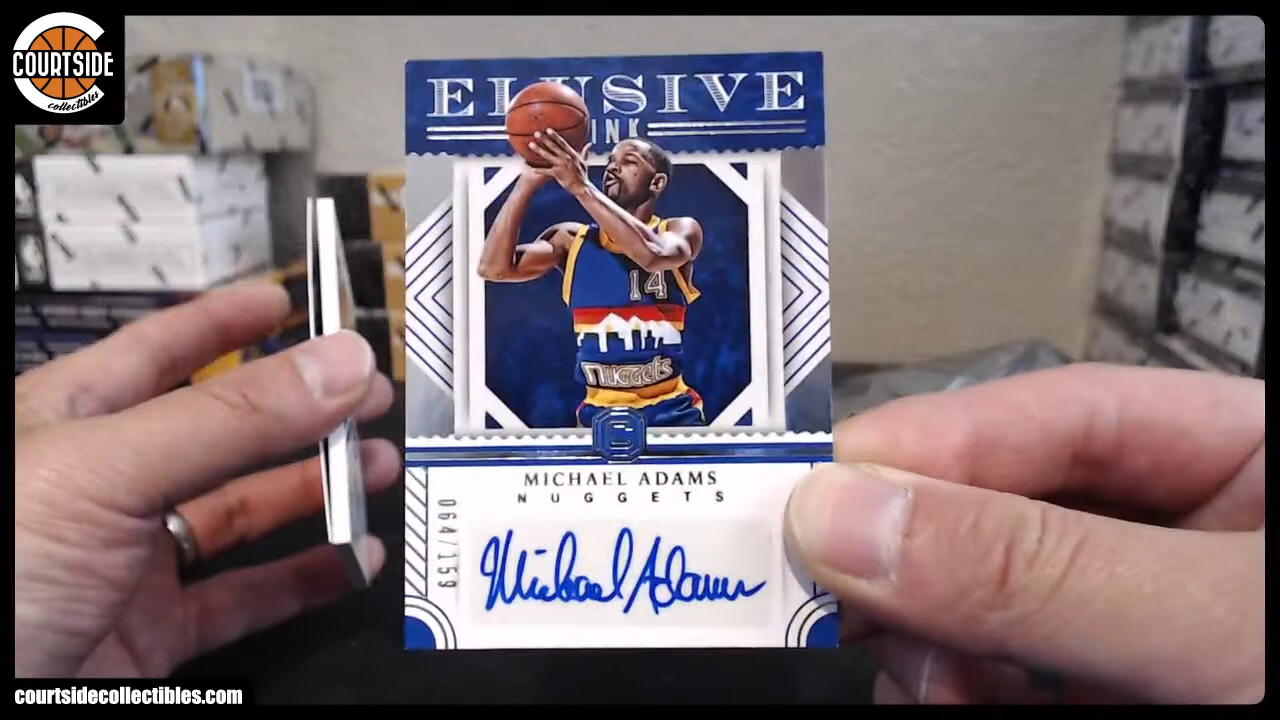 COURTSIDE
collectibles
ELUSIVE
INK
14
NUGGETS
MICHAEL ADAMS
NUGGETS
064/159
Michael Adams
courtsidecollectibles.com